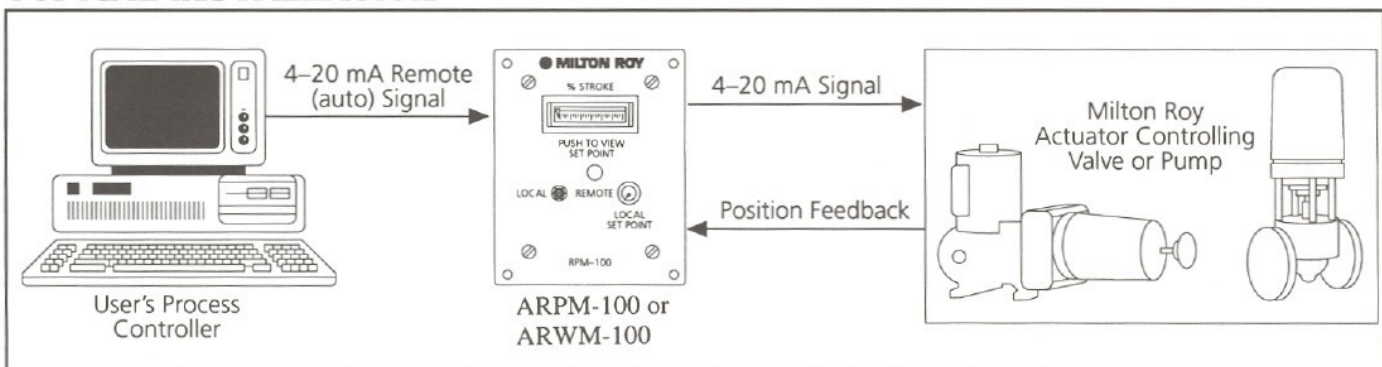 4–20 mA Remote
(auto) Signal
User's Process
Controller
MILTON ROY
% STROKE
PUSH TO VIEW
SET POINT
LOCAL
REMOTE
LOCAL
SET POINT
RPM–100
ARPM-100 or
ARWM-100
4–20 mA Signal
Position Feedback
Milton Roy
Actuator Controlling
Valve or Pump